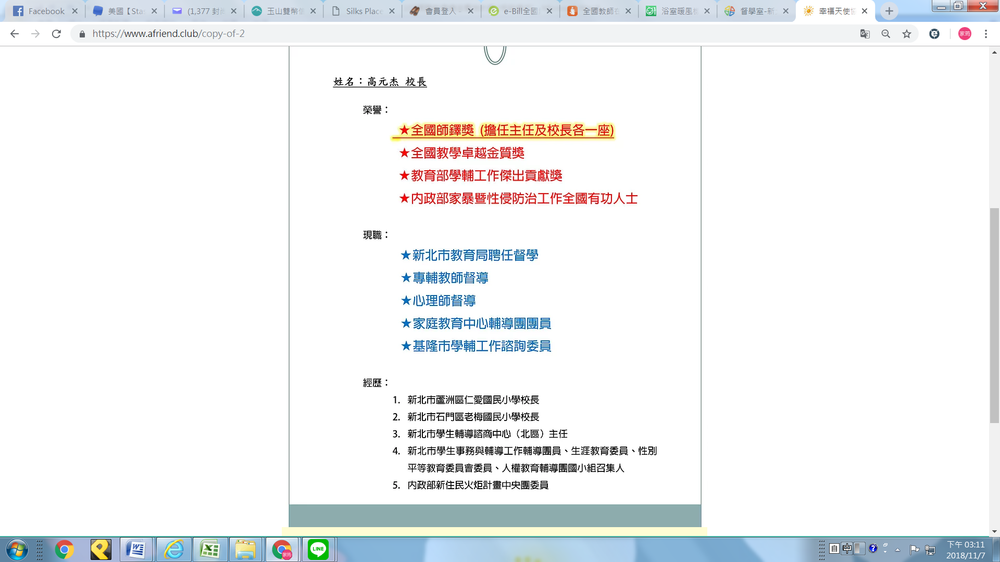 Facebook
美國【Stas
(1,377 封尚
玉山雙幣信
Silks Place
會員登入 -
e-Bill全國
全國教師在
浴室暖風機
督學室-新
幸福天使協
https://www.afriend.club/copy-of-2
家筠
姓名：高元杰 校長
榮譽：
★全國師鐸獎 (擔任主任及校長各一座)
★全國教學卓越金質獎
★教育部學輔工作傑出貢獻獎
★內政部家暴暨性侵防治工作全國有功人士
現職：
★新北市教育局聘任督學
★專輔教師督導
★心理師督導
★家庭教育中心輔導團團員
★基隆市學輔工作諮詢委員
經歷：
1. 新北市蘆洲區仁愛國民小學校長
2. 新北市石門區老梅國民小學校長
3. 新北市學生輔導諮商中心（北區）主任
4. 新北市學生事務與輔導工作輔導團員、生涯教育委員、性別
平等教育委員會委員、人權教育輔導團國小組召集人
5. 內政部新住民火炬計畫中央團委員
家筠
LINE
自 中
下午 03:11
2018/11/7